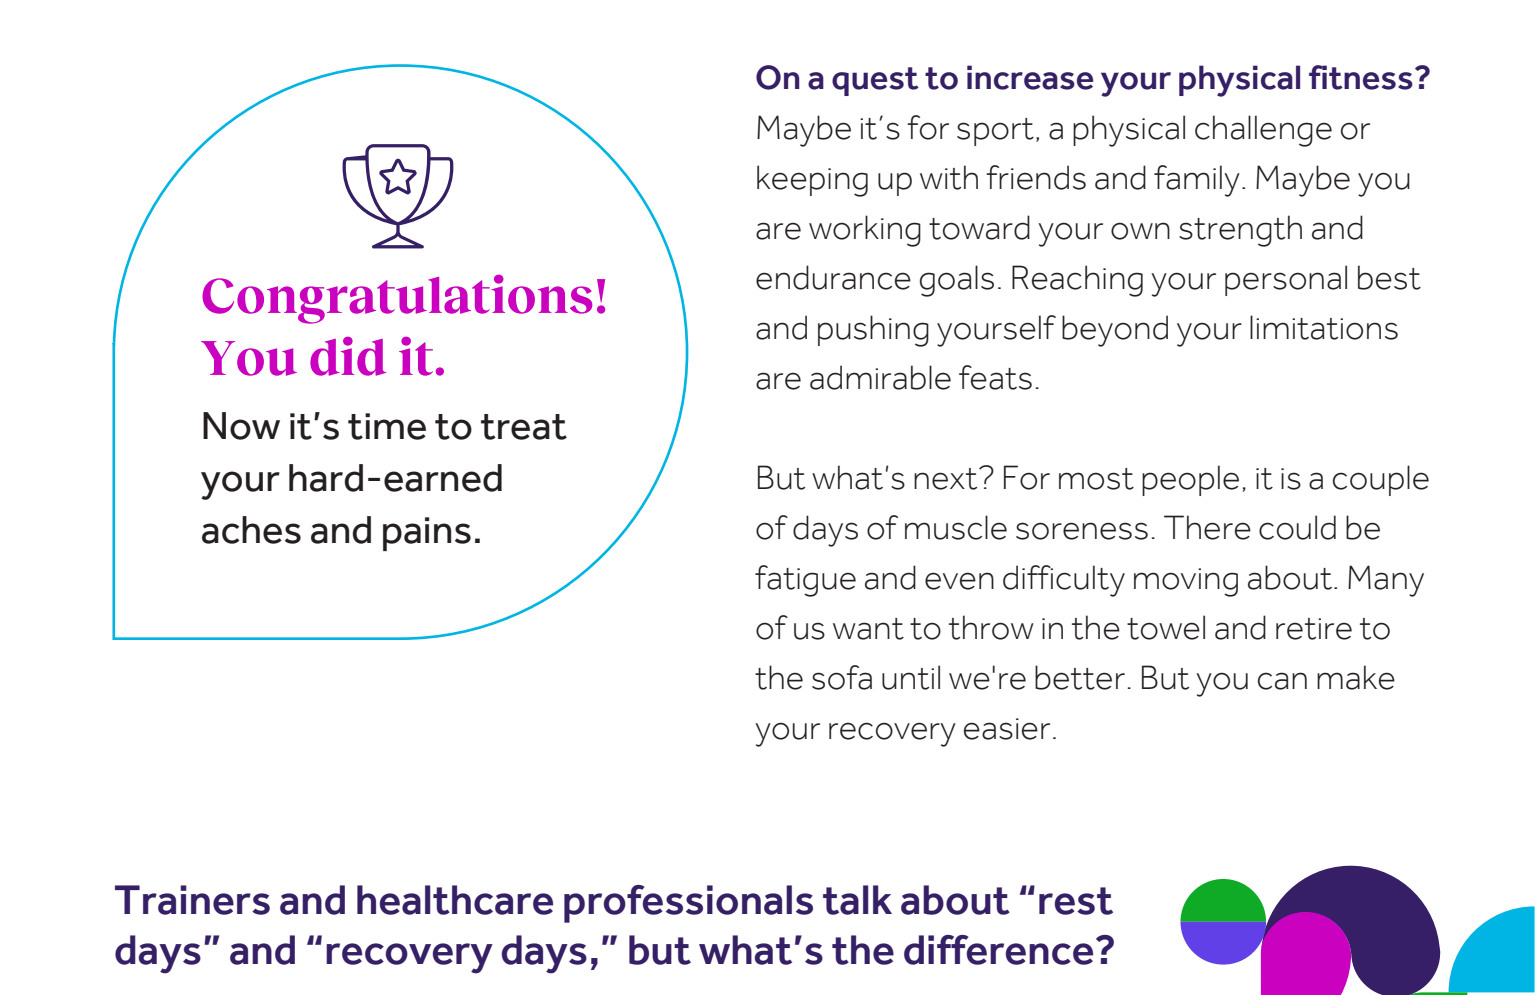 Congratulations!
You did it.
Now it’s time to treat
your hard-earned
aches and pains.
On a quest to increase your physical fitness?
Maybe it’s for sport, a physical challenge or
keeping up with friends and family. Maybe you
are working toward your own strength and
endurance goals. Reaching your personal best
and pushing yourself beyond your limitations
are admirable feats.
But what’s next? For most people, it is a couple
of days of muscle soreness. There could be
fatigue and even difficulty moving about. Many
of us want to throw in the towel and retire to
the sofa until we're better. But you can make
your recovery easier.
Trainers and healthcare professionals talk about “rest
days” and “recovery days,” but what’s the difference?